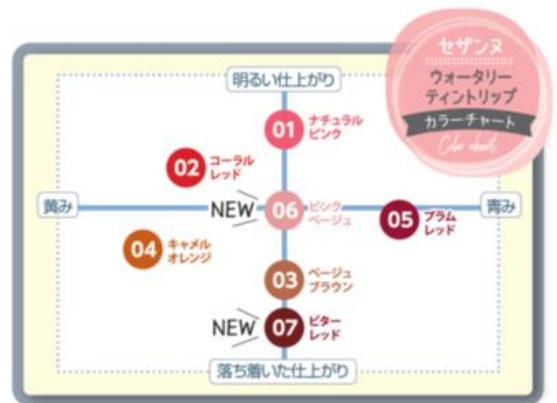 セザンヌ
ウォータリー
ティントリップ
カラーチャート
Color chart
明るい仕上がり
01 ナチュラル
ピンク
02 コーラル
レッド
黄み
NEW 06 ピンク
ベージュ
05 プラム
レッド
青み
04 キャメル
オレンジ
03 ベージュ
ブラウン
NEW 07 ビター
レッド
落ち着いた仕上がり